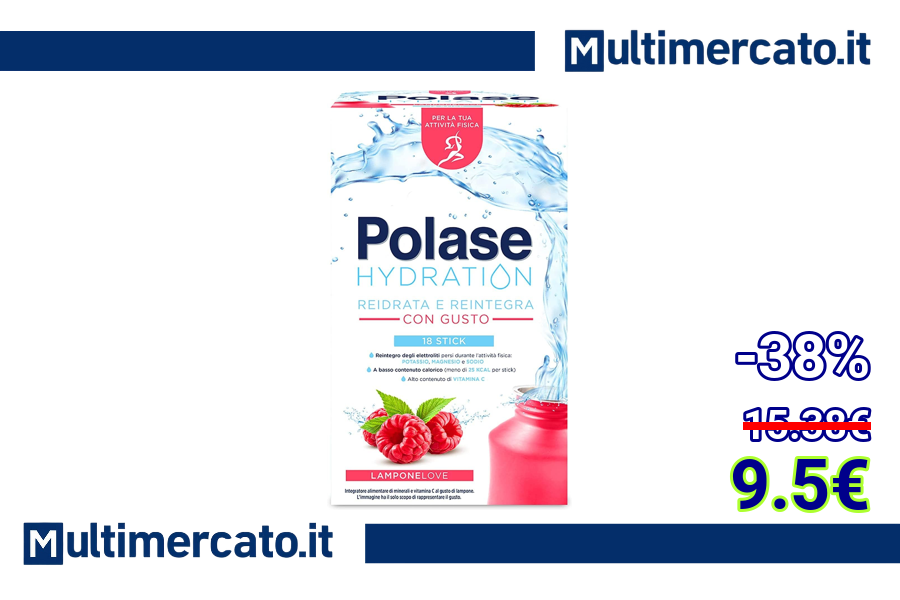 Multimercato.it
Polase
PER LA TUA
ATTIVITÀ FISICA
Polase
HYDRATION
REIDRATA E REINTEGRA
CON GUSTO
18 STICK
Reintegro degli elettroliti persi durante l'attività fisica:
POTASSIO, MAGNESIO e SODIO
A basso contenuto calorico (meno di 25 KCAL per stick)
Alto contenuto di VITAMINA C
LAMPONELOVE
Integratore alimentare di minerali e vitamina C al gusto di lampone.
L'immagine ha il solo scopo di rappresentare il gusto.
-38%
15.38€
9.5€
Multimercato.it